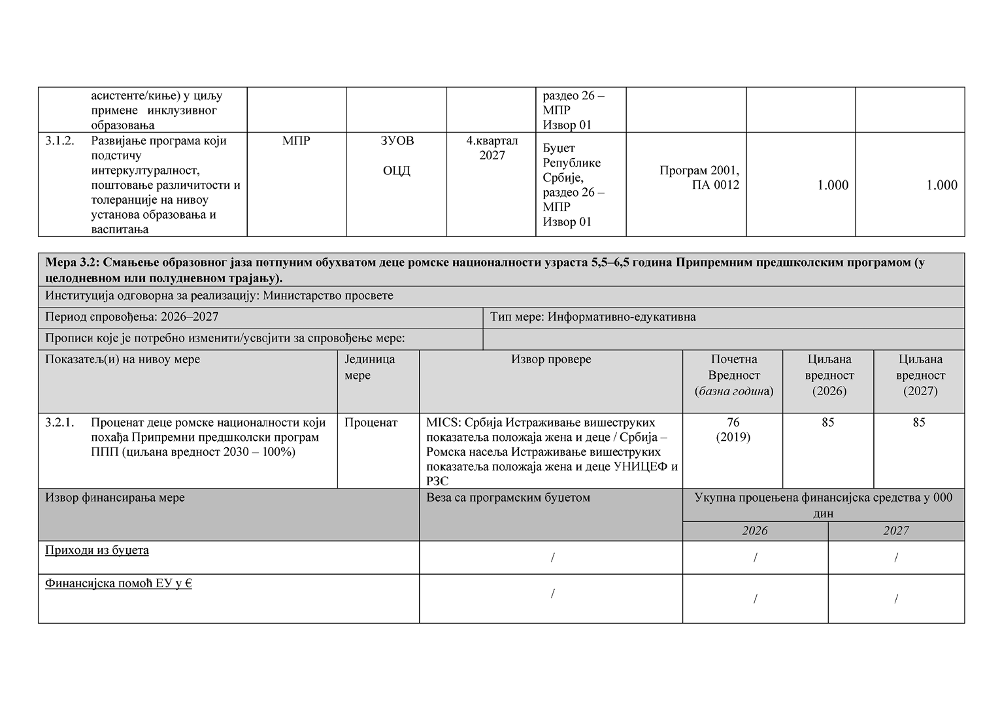 асистенте/киње) у циљу
примене инклузивног
образовања
раздео 26 –
МПР
Извор 01
3.1.2.
Развијање програма који
подстичу
интеркултуралност,
поштовање различитости и
толеранције на нивоу
установа образовања и
васпитања
МПР
ЗУОВ
ОЦД
4.квартал
2027
Буџет
Републике
Србије,
раздео 26 –
МПР
Извор 01
Програм 2001,
ПА 0012
1.000
1.000
Мера 3.2: Смањење образовног јаза потпуним обухватом деце ромске националности узраста 5,5–6,5 година Припремним предшколским програмом (у
целодневном или полудневном трајању).
Институција одговорна за реализацију: Министарство просвете
Период спровођења: 2026–2027
Тип мере: Информативно-едукативна
Прописи које је потребно изменити/усвојити за спровођење мере:
Показатељ(и) на нивоу мере
Јединица
мере
Извор провере
Почетна
Вредност
(базна година)
Циљана
вредност
(2026)
Циљана
вредност
(2027)
3.2.1.
Проценат деце ромске националности који
похађа Припремни предшколски програм
ППП (циљана вредност 2030 – 100%)
Проценат
MICS: Србија Истраживање вишеструких
показатеља положаја жена и деце / Србија –
Ромска насеља Истраживање вишеструких
показатеља положаја жена и деце УНИЦЕФ и
РЗС
76
(2019)
85
85
Извор финансирања мере
Веза са програмским буџетом
Укупна процењена финансијска средства у 000
дин
2026
2027
Приходи из буџета
/
/
/
Финансијска помоћ ЕУ у €
/
/
/